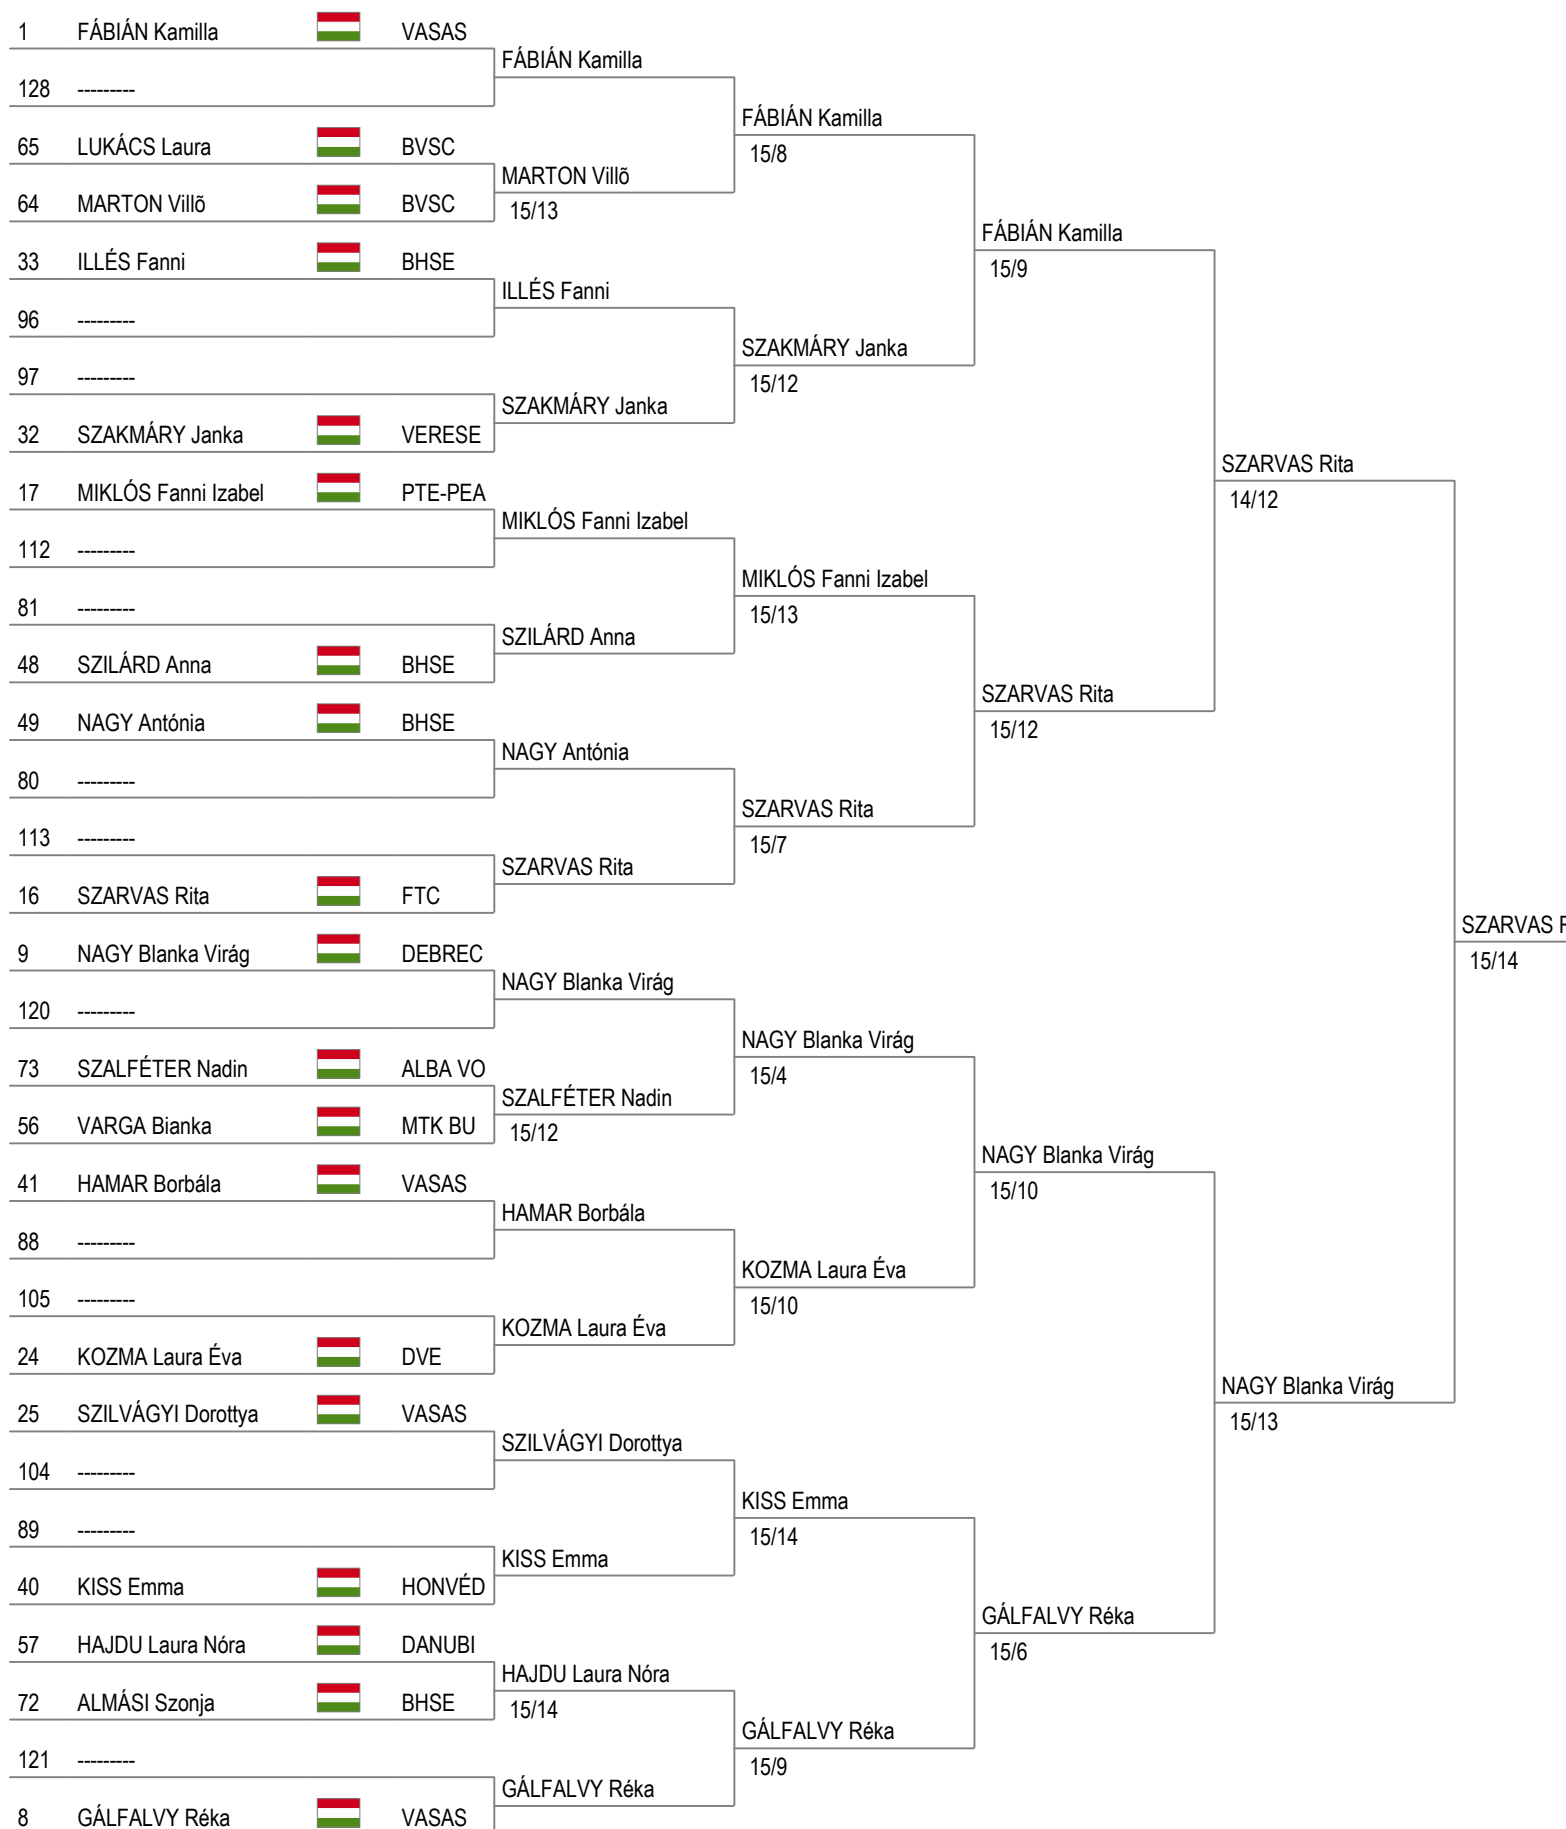 1 FÁBIÁN Kamilla VASAS
FÁBIÁN Kamilla
128 ---------
FÁBIÁN Kamilla
15/8
65 LUKÁCS Laura BVSC
MARTON Villõ
15/13
64 MARTON Villõ BVSC
FÁBIÁN Kamilla
15/9
33 ILLÉS Fanni BHSE
ILLÉS Fanni
96 ---------
SZAKMÁRY Janka
15/12
97 ---------
SZAKMÁRY Janka
32 SZAKMÁRY Janka VERESE
SZARVAS Rita
14/12
17 MIKLÓS Fanni Izabel PTE-PEA
MIKLÓS Fanni Izabel
112 ---------
MIKLÓS Fanni Izabel
15/13
81 ---------
SZILÁRD Anna
48 SZILÁRD Anna BHSE
SZARVAS Rita
15/12
49 NAGY Antónia BHSE
NAGY Antónia
80 ---------
SZARVAS Rita
15/7
113 ---------
SZARVAS Rita
16 SZARVAS Rita FTC
SZARVAS
15/14
9 NAGY Blanka Virág DEBREC
NAGY Blanka Virág
120 ---------
NAGY Blanka Virág
15/4
73 SZALFÉTER Nadin ALBA VO
SZALFÉTER Nadin
15/12
56 VARGA Bianka MTK BU
NAGY Blanka Virág
15/10
41 HAMAR Borbála VASAS
HAMAR Borbála
88 ---------
KOZMA Laura Éva
15/10
105 ---------
KOZMA Laura Éva
24 KOZMA Laura Éva DVE
NAGY Blanka Virág
15/13
25 SZILVÁGYI Dorottya VASAS
SZILVÁGYI Dorottya
104 ---------
KISS Emma
15/14
89 ---------
KISS Emma
40 KISS Emma HONVÉD
GÁLFALVY Réka
15/6
57 HAJDU Laura Nóra DANUBI
HAJDU Laura Nóra
15/14
72 ALMÁSI Szonja BHSE
GÁLFALVY Réka
15/9
121 ---------
GÁLFALVY Réka
8 GÁLFALVY Réka VASAS